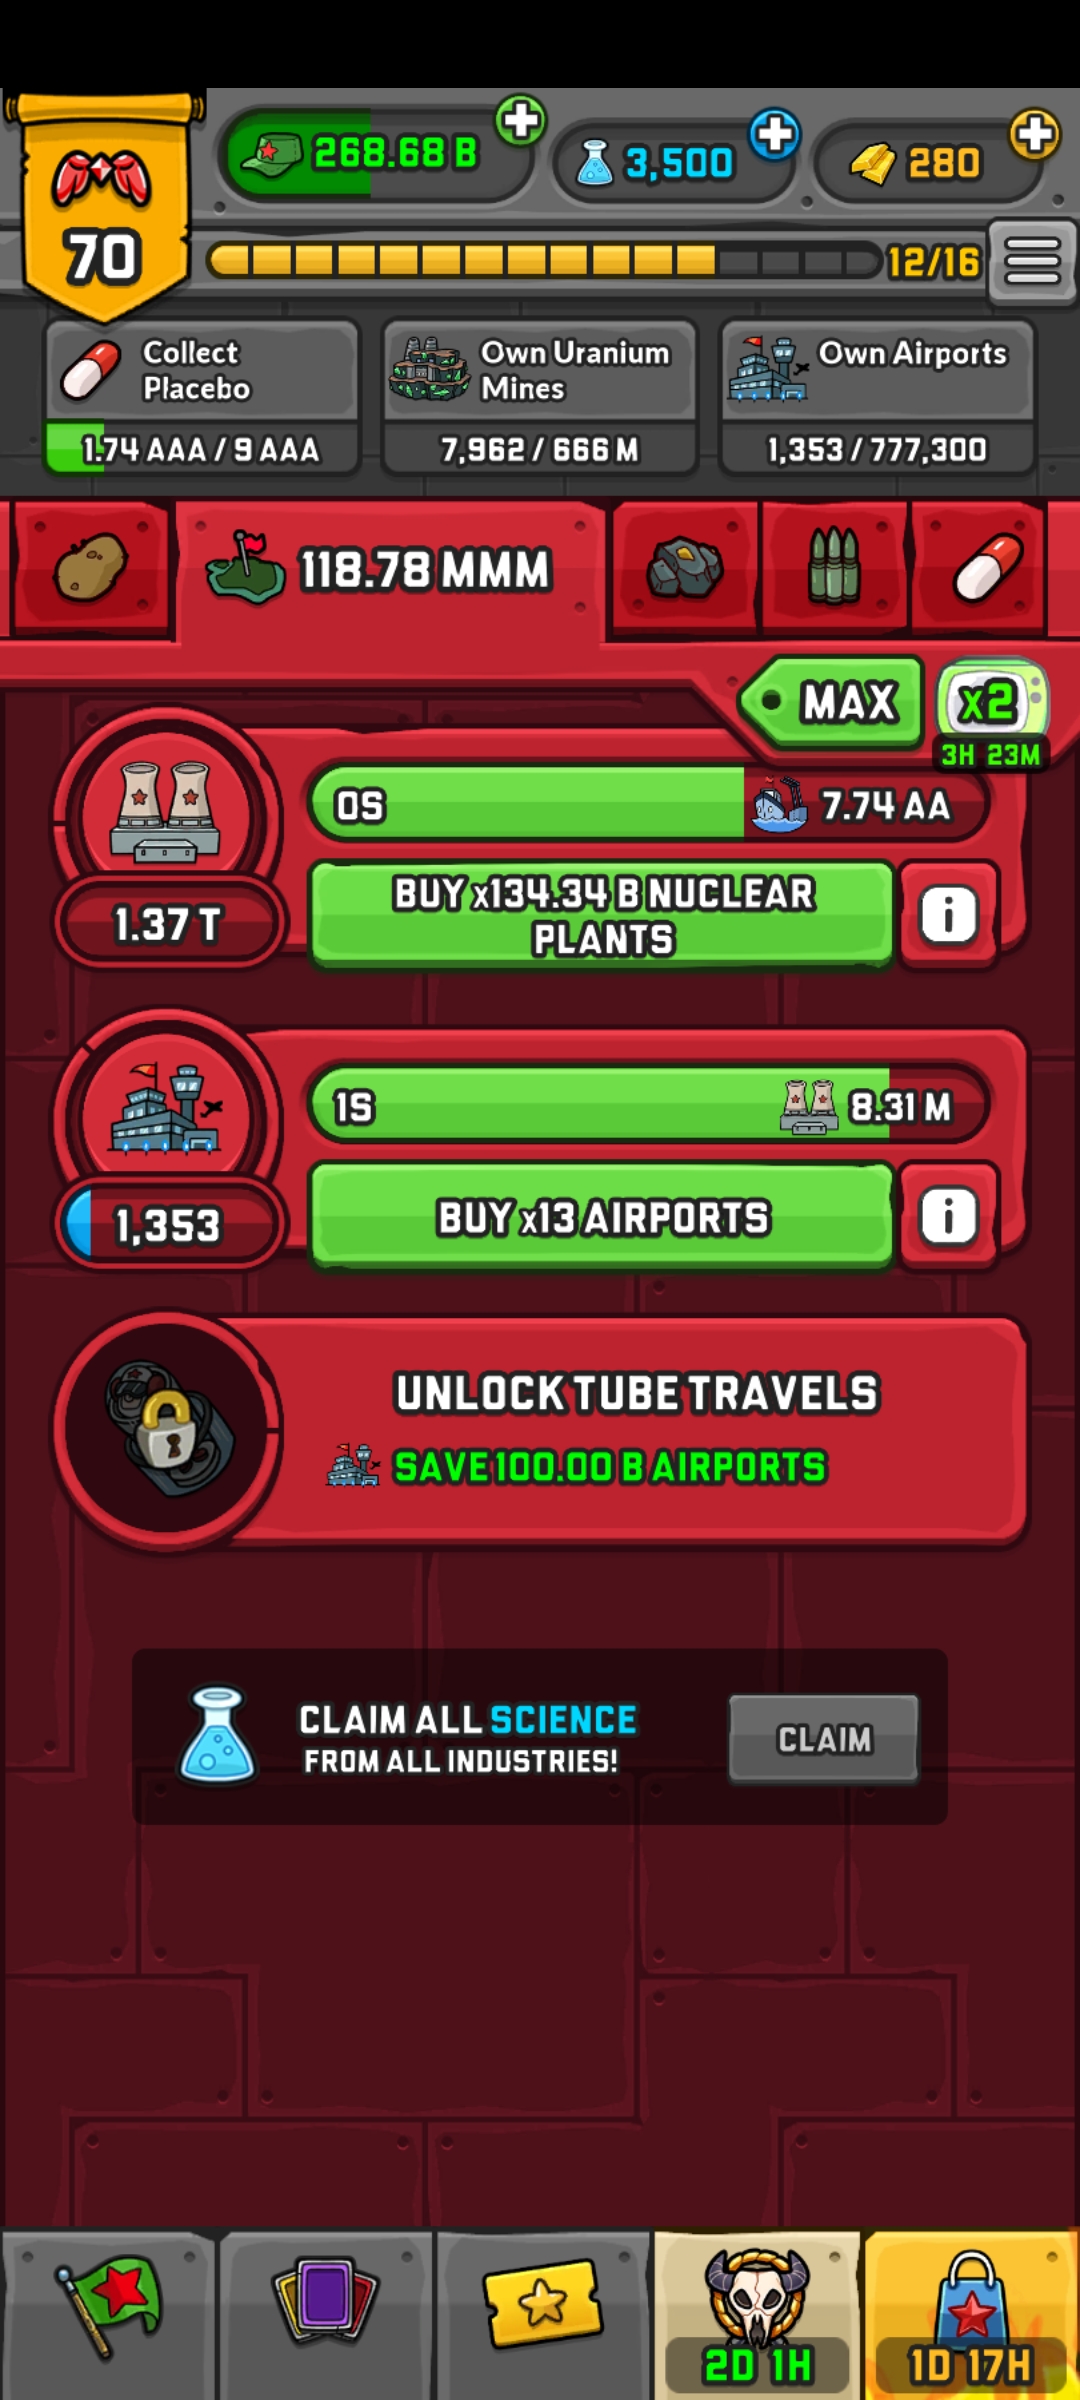 268.68 B
3,500
280
70
12/16
Collect
Placebo
1.74 AAA / 9 AAA
Own Uranium
Mines
7,962 / 666 M
Own Airports
1,353 / 777,300
118.78 MMM
MAX
x2
3H 23M
0S
7.74 AA
1.37 T
BUY x134.34 B NUCLEAR
PLANTS
i
1S
8.31 M
1,353
BUY x13 AIRPORTS
i
UNLOCK TUBE TRAVELS
SAVE 100.00 B AIRPORTS
CLAIM ALL SCIENCE
FROM ALL INDUSTRIES!
CLAIM
2D 1H
1D 17H